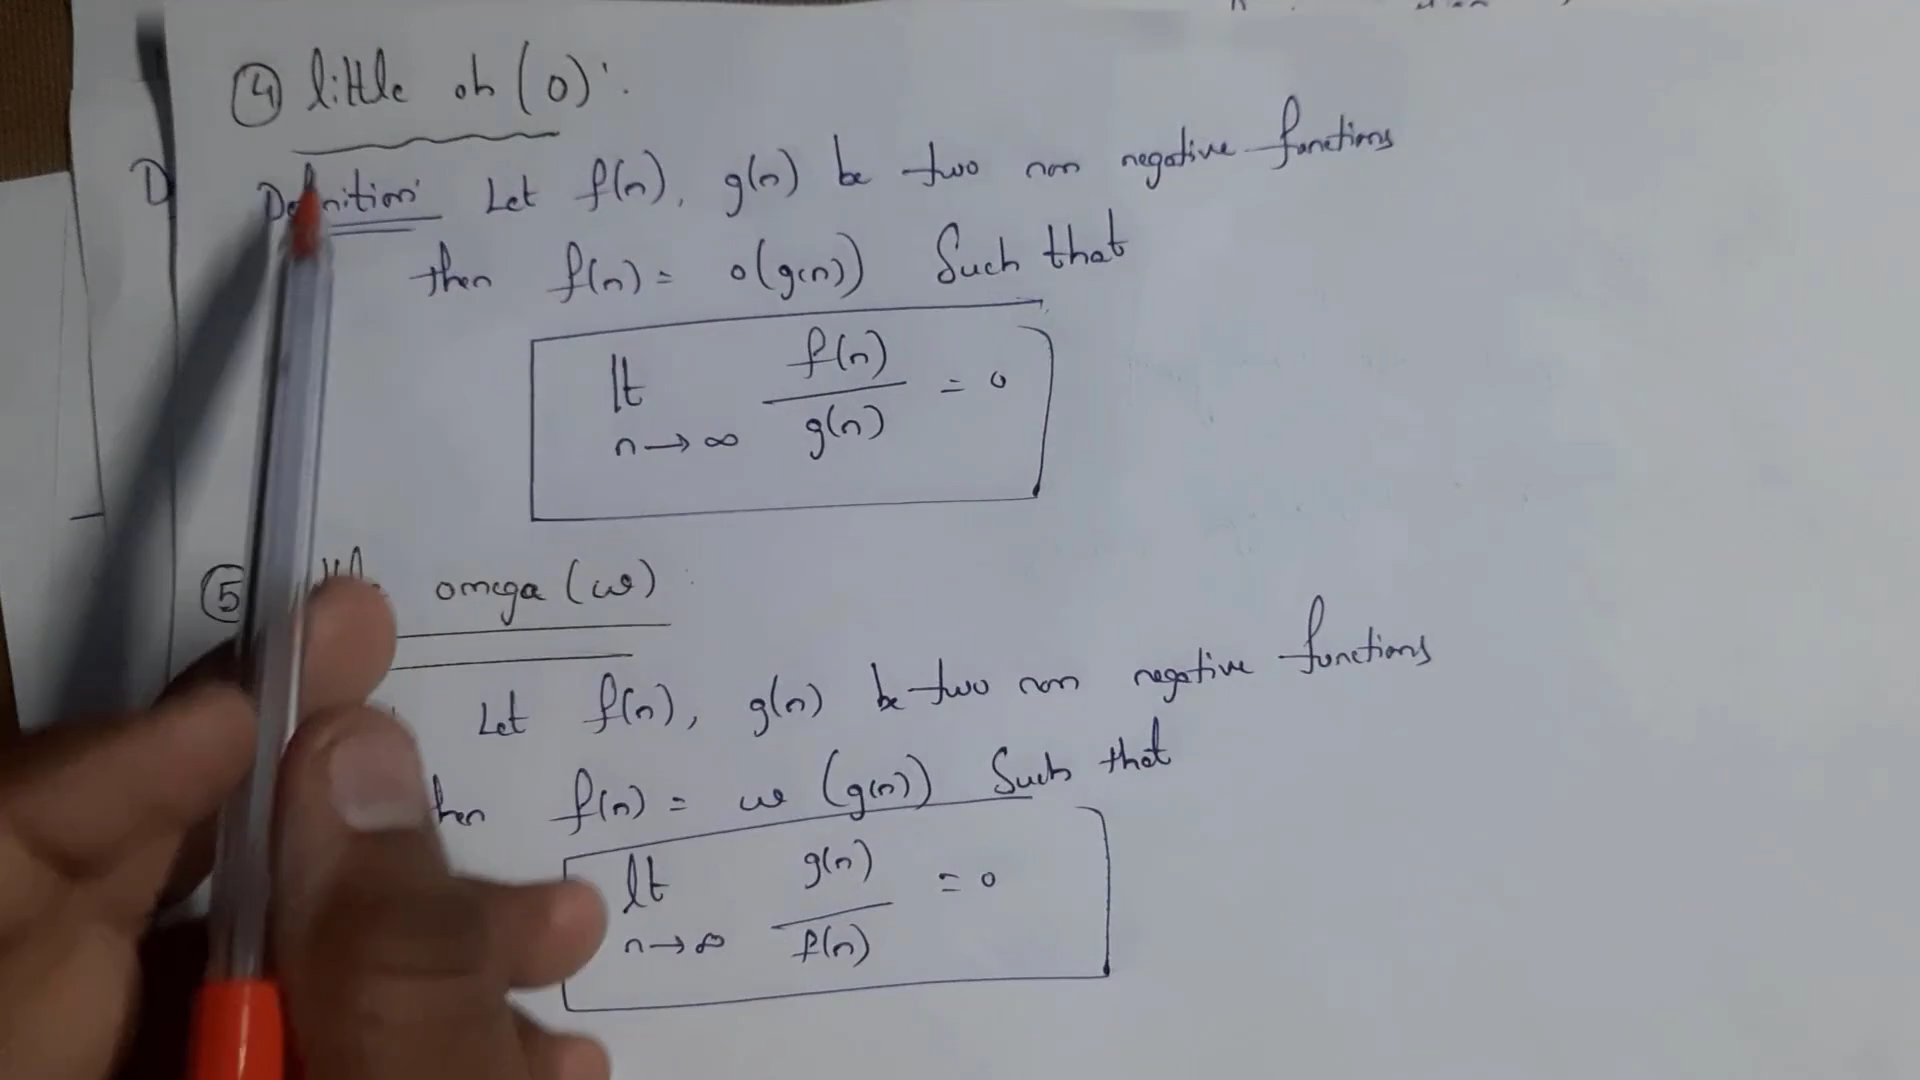 ④ little oh (o):
Definition: Let f(n), g(n) be two non negative functions
then f(n) = o(g(n)) Such that
lt f(n)
n→∞ g(n) = 0
⑤ omega (ω)
Let f(n), g(n) be two non negative functions
then f(n) = ω (g(n)) Such that
lt g(n)
n→∞ f(n) = 0